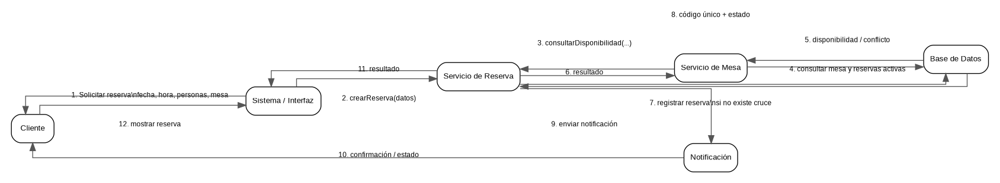 8. código único + estado
5. disponibilidad / conflicto
3. consultarDisponibilidad(...)
Base de Datos
Servicio de Mesa
4. consultar mesa y reservas activas
11. resultado
6. resultado
Servicio de Reserva
1. Solicitar reserva\nfecha, hora, personas, mesa
2. crearReserva(datos)
Sistema / Interfaz
7. registrar reserva\nsi no existe cruce
12. mostrar reserva
9. enviar notificación
Cliente
10. confirmación / estado
Notificación